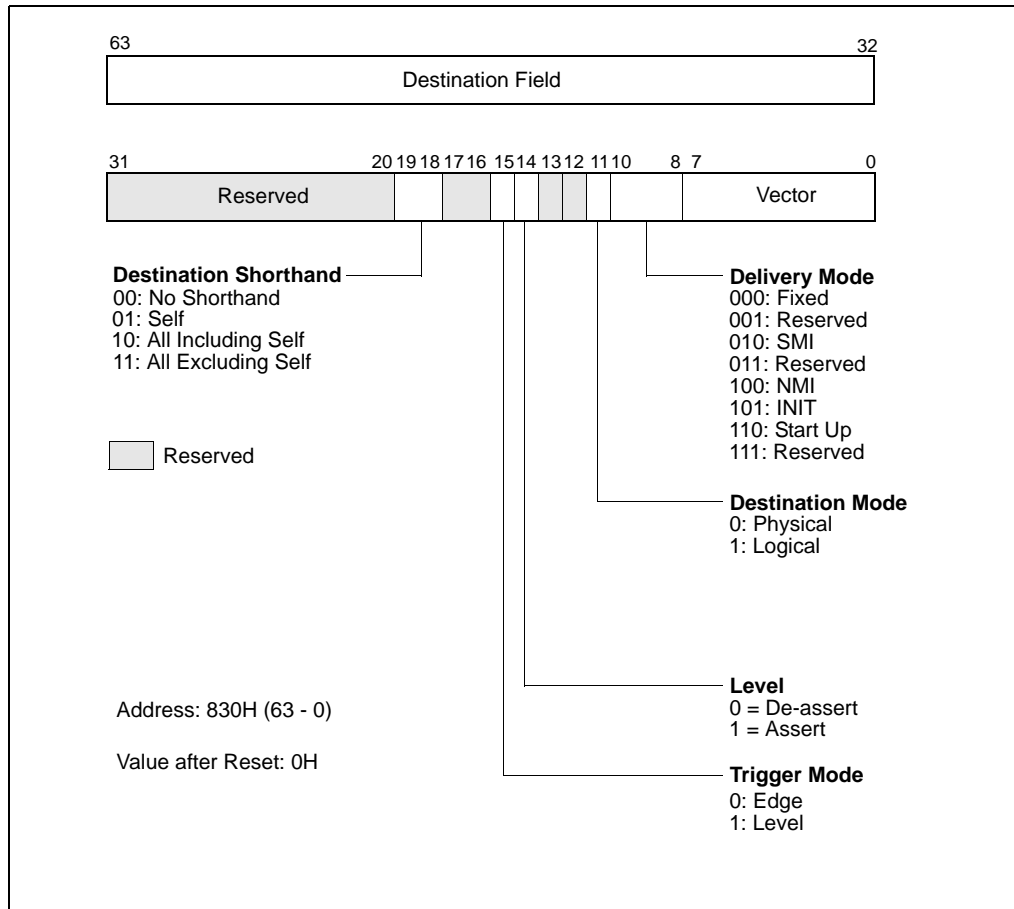 63 32
Destination Field
31 20 19 18 17 16 15 14 13 12 11 10 8 7 0
Reserved Vector
Destination Shorthand
00: No Shorthand
01: Self
10: All Including Self
11: All Excluding Self
Reserved
Delivery Mode
000: Fixed
001: Reserved
010: SMI
011: Reserved
100: NMI
101: INIT
110: Start Up
111: Reserved
Destination Mode
0: Physical
1: Logical
Level
0 = De-assert
1 = Assert
Address: 830H (63 - 0)
Value after Reset: 0H
Trigger Mode
0: Edge
1: Level